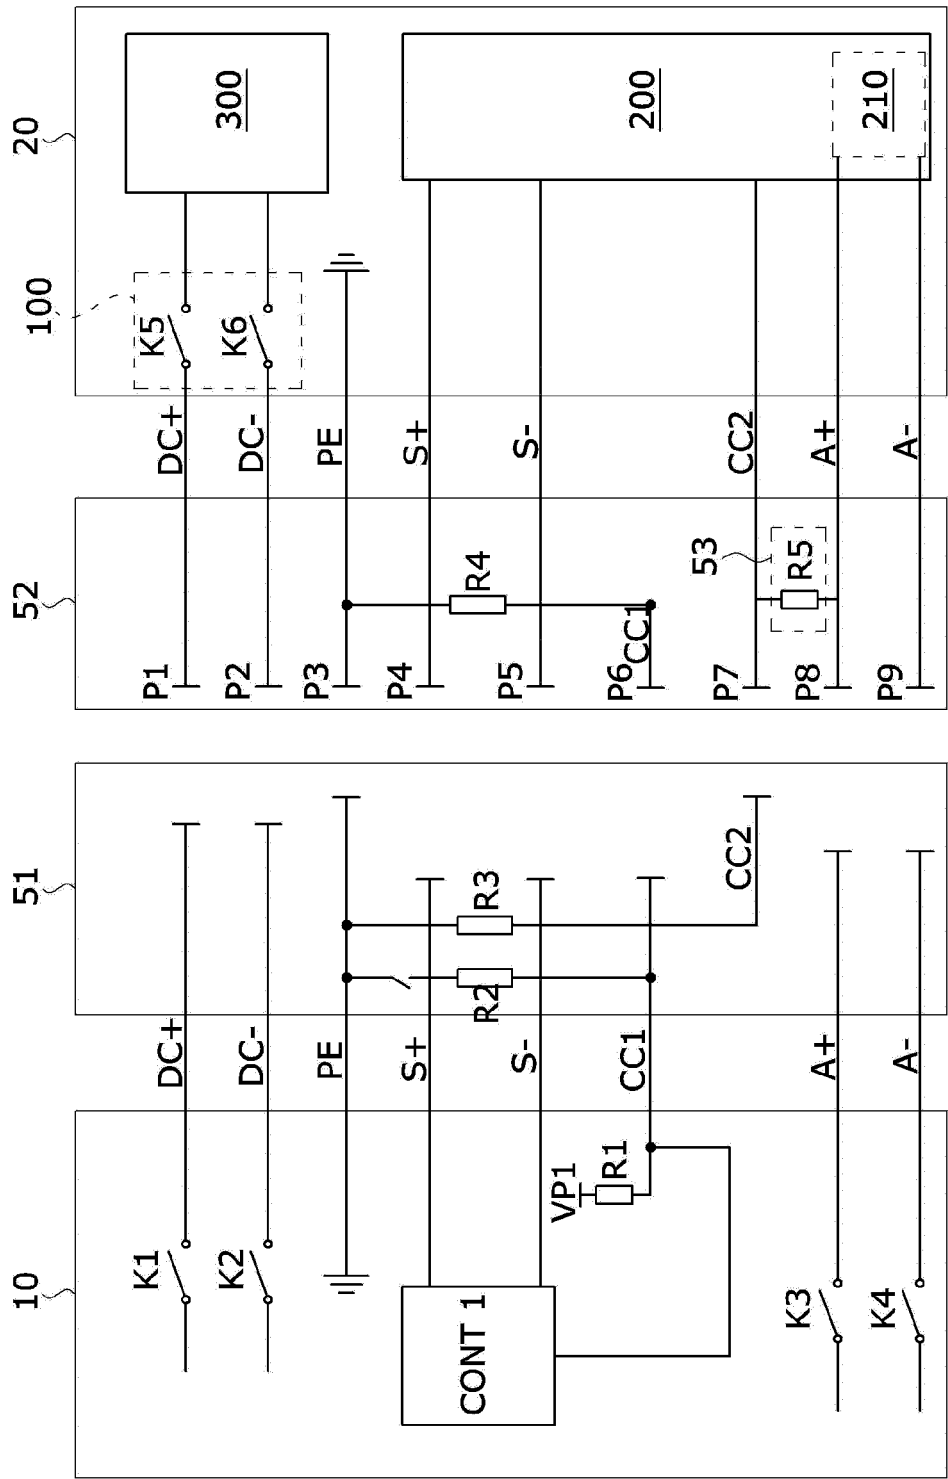 20
300
200
210
100
K5
K6
DC+
DC-
PE
S+
S-
CC2
A+
A-
52
53
R4
R5
CC1
P1
P2
P3
P4
P5
P6
P7
P8
P9
51
R3
CC2
R2
DC+
DC-
PE
S+
S-
CC1
A+
A-
10
VP1
R1
K1
K2
CONT 1
K3
K4